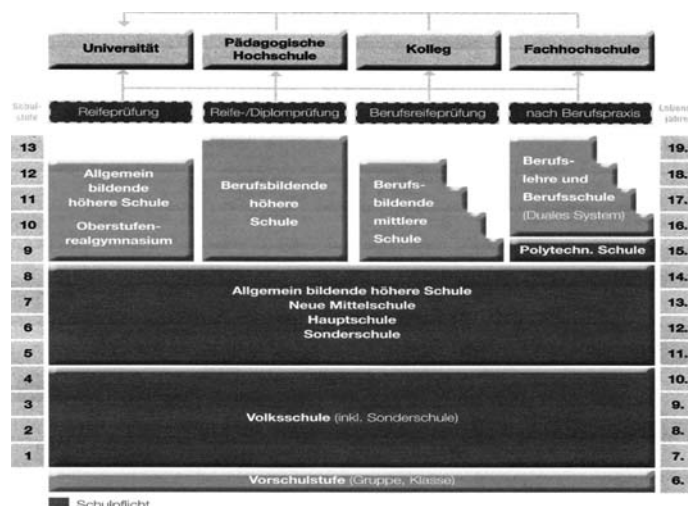 Universität
Pädagogische
Hochschule
Kolleg
Fachhochschule
Schul-
stufe
Reifeprüfung
Reife-/Diplomprüfung
Berufsreifeprüfung
nach Berufspraxis
Lebens
jahre
13
12
11
10
9
8
7
6
5
4
3
2
1
Allgemein
bildende
höhere Schule
Oberstufen-
realgymnasium
Berufsbildende
höhere
Schule
Berufs-
bildende
mittlere
Schule
Berufs-
lehre und
Berufsschule
(Duales System)
Polytechn. Schule
19.
18.
17.
16.
15.
14.
13.
12.
11.
10.
9.
8.
7.
6.
Allgemein bildende höhere Schule
Neue Mittelschule
Hauptschule
Sonderschule
Volksschule (inkl. Sonderschule)
Vorschulstufe (Gruppe, Klasse)
Schulpflicht